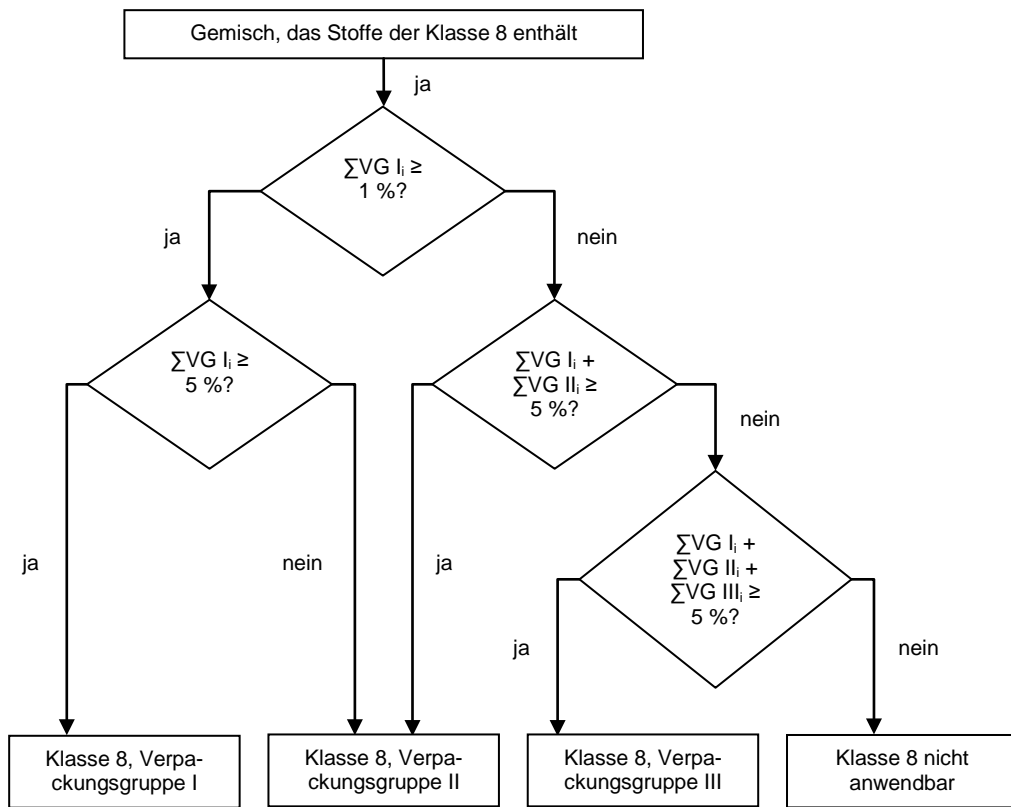 Gemisch, das Stoffe der Klasse 8 enthält
ja
∑VG Iᵢ ≥
1 %?
ja
nein
∑VG Iᵢ ≥
5 %?
∑VG Iᵢ +
∑VG IIᵢ ≥
5 %?
nein
ja
nein
ja
∑VG Iᵢ +
∑VG IIᵢ +
∑VG IIIᵢ ≥
5 %?
ja
nein
Klasse 8, Verpa-
ckungsgruppe I
Klasse 8, Verpa-
ckungsgruppe II
Klasse 8, Verpa-
ckungsgruppe III
Klasse 8 nicht
anwendbar